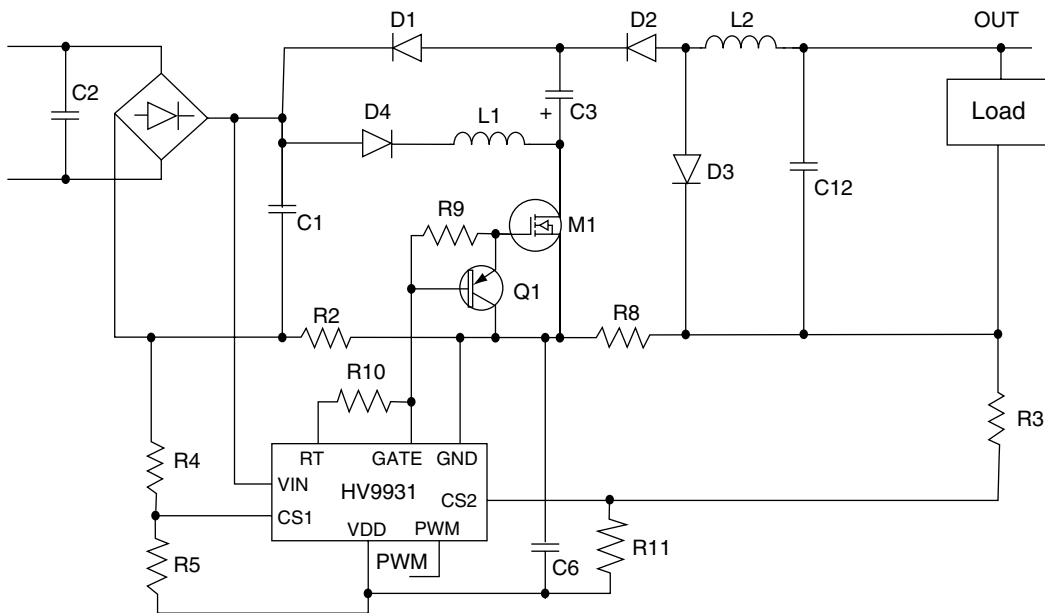 D1
D2
L2
OUT
C2
D4
L1
+
C3
Load
D3
C12
C1
R9
M1
Q1
R2
R8
R10
R3
R4
RT
GATE
GND
VIN
HV9931
CS2
CS1
VDD
PWM
R5
PWM
C6
R11